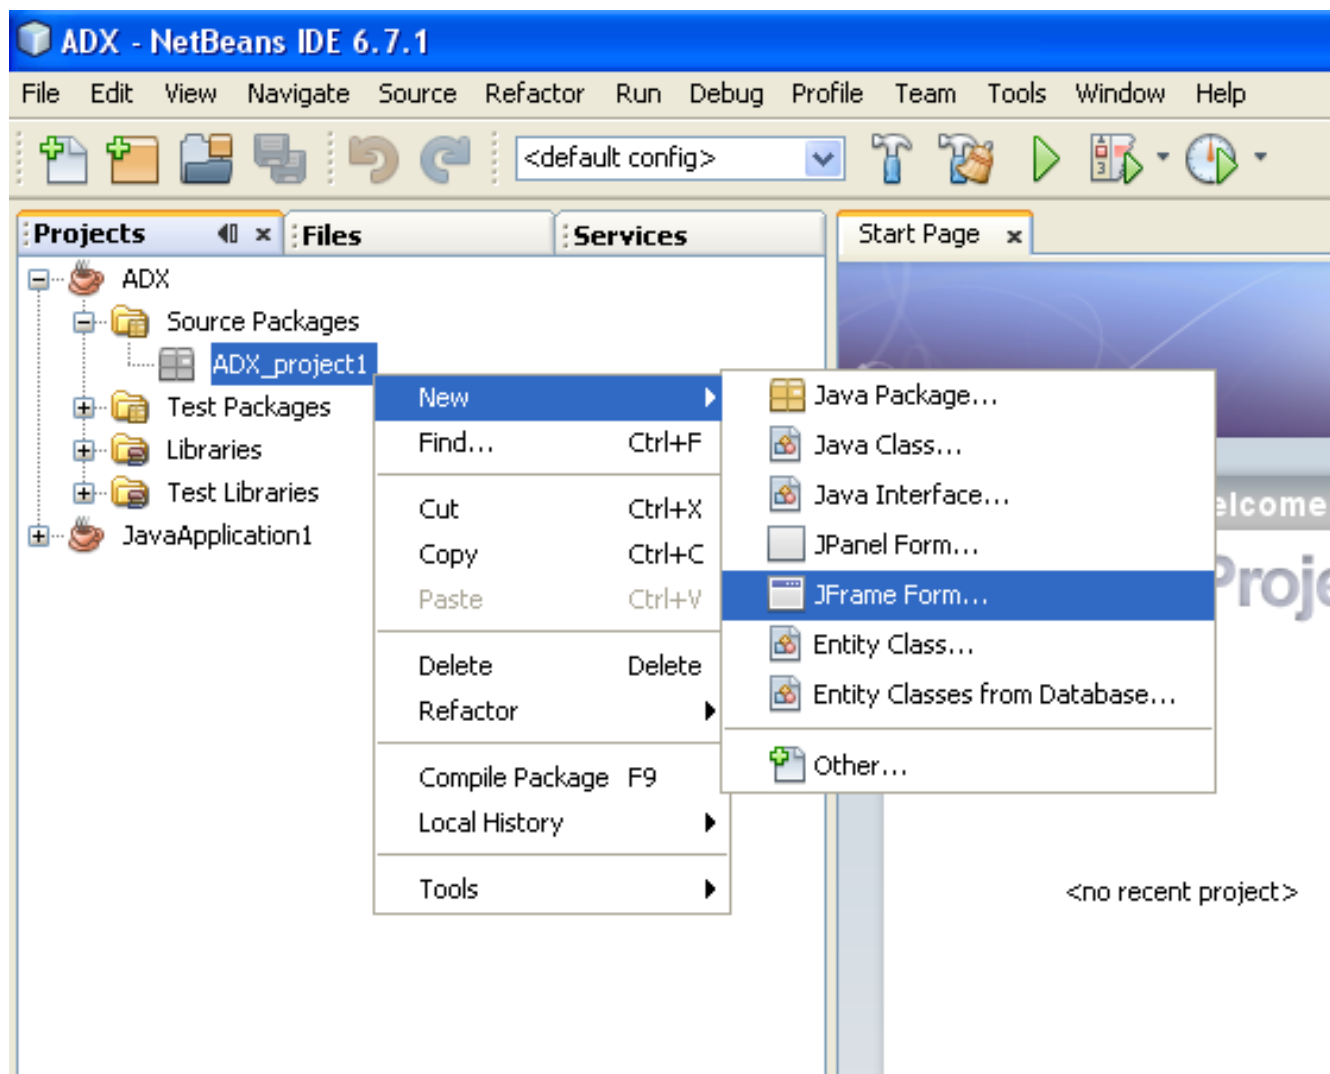 ADX - NetBeans IDE 6.7.1
File Edit View Navigate Source Refactor Run Debug Profile Team Tools Window Help
<default config>
Projects Files Services Start Page
ADX
Source Packages
ADX_project1
Test Packages
Libraries
Test Libraries
JavaApplication1
New
Find... Ctrl+F
Cut Ctrl+X
Copy Ctrl+C
Paste Ctrl+V
Delete Delete
Refactor
Compile Package F9
Local History
Tools
Java Package...
Java Class...
Java Interface...
JPanel Form...
JFrame Form...
Entity Class...
Entity Classes from Database...
Other...
elcome
Proje
<no recent project>